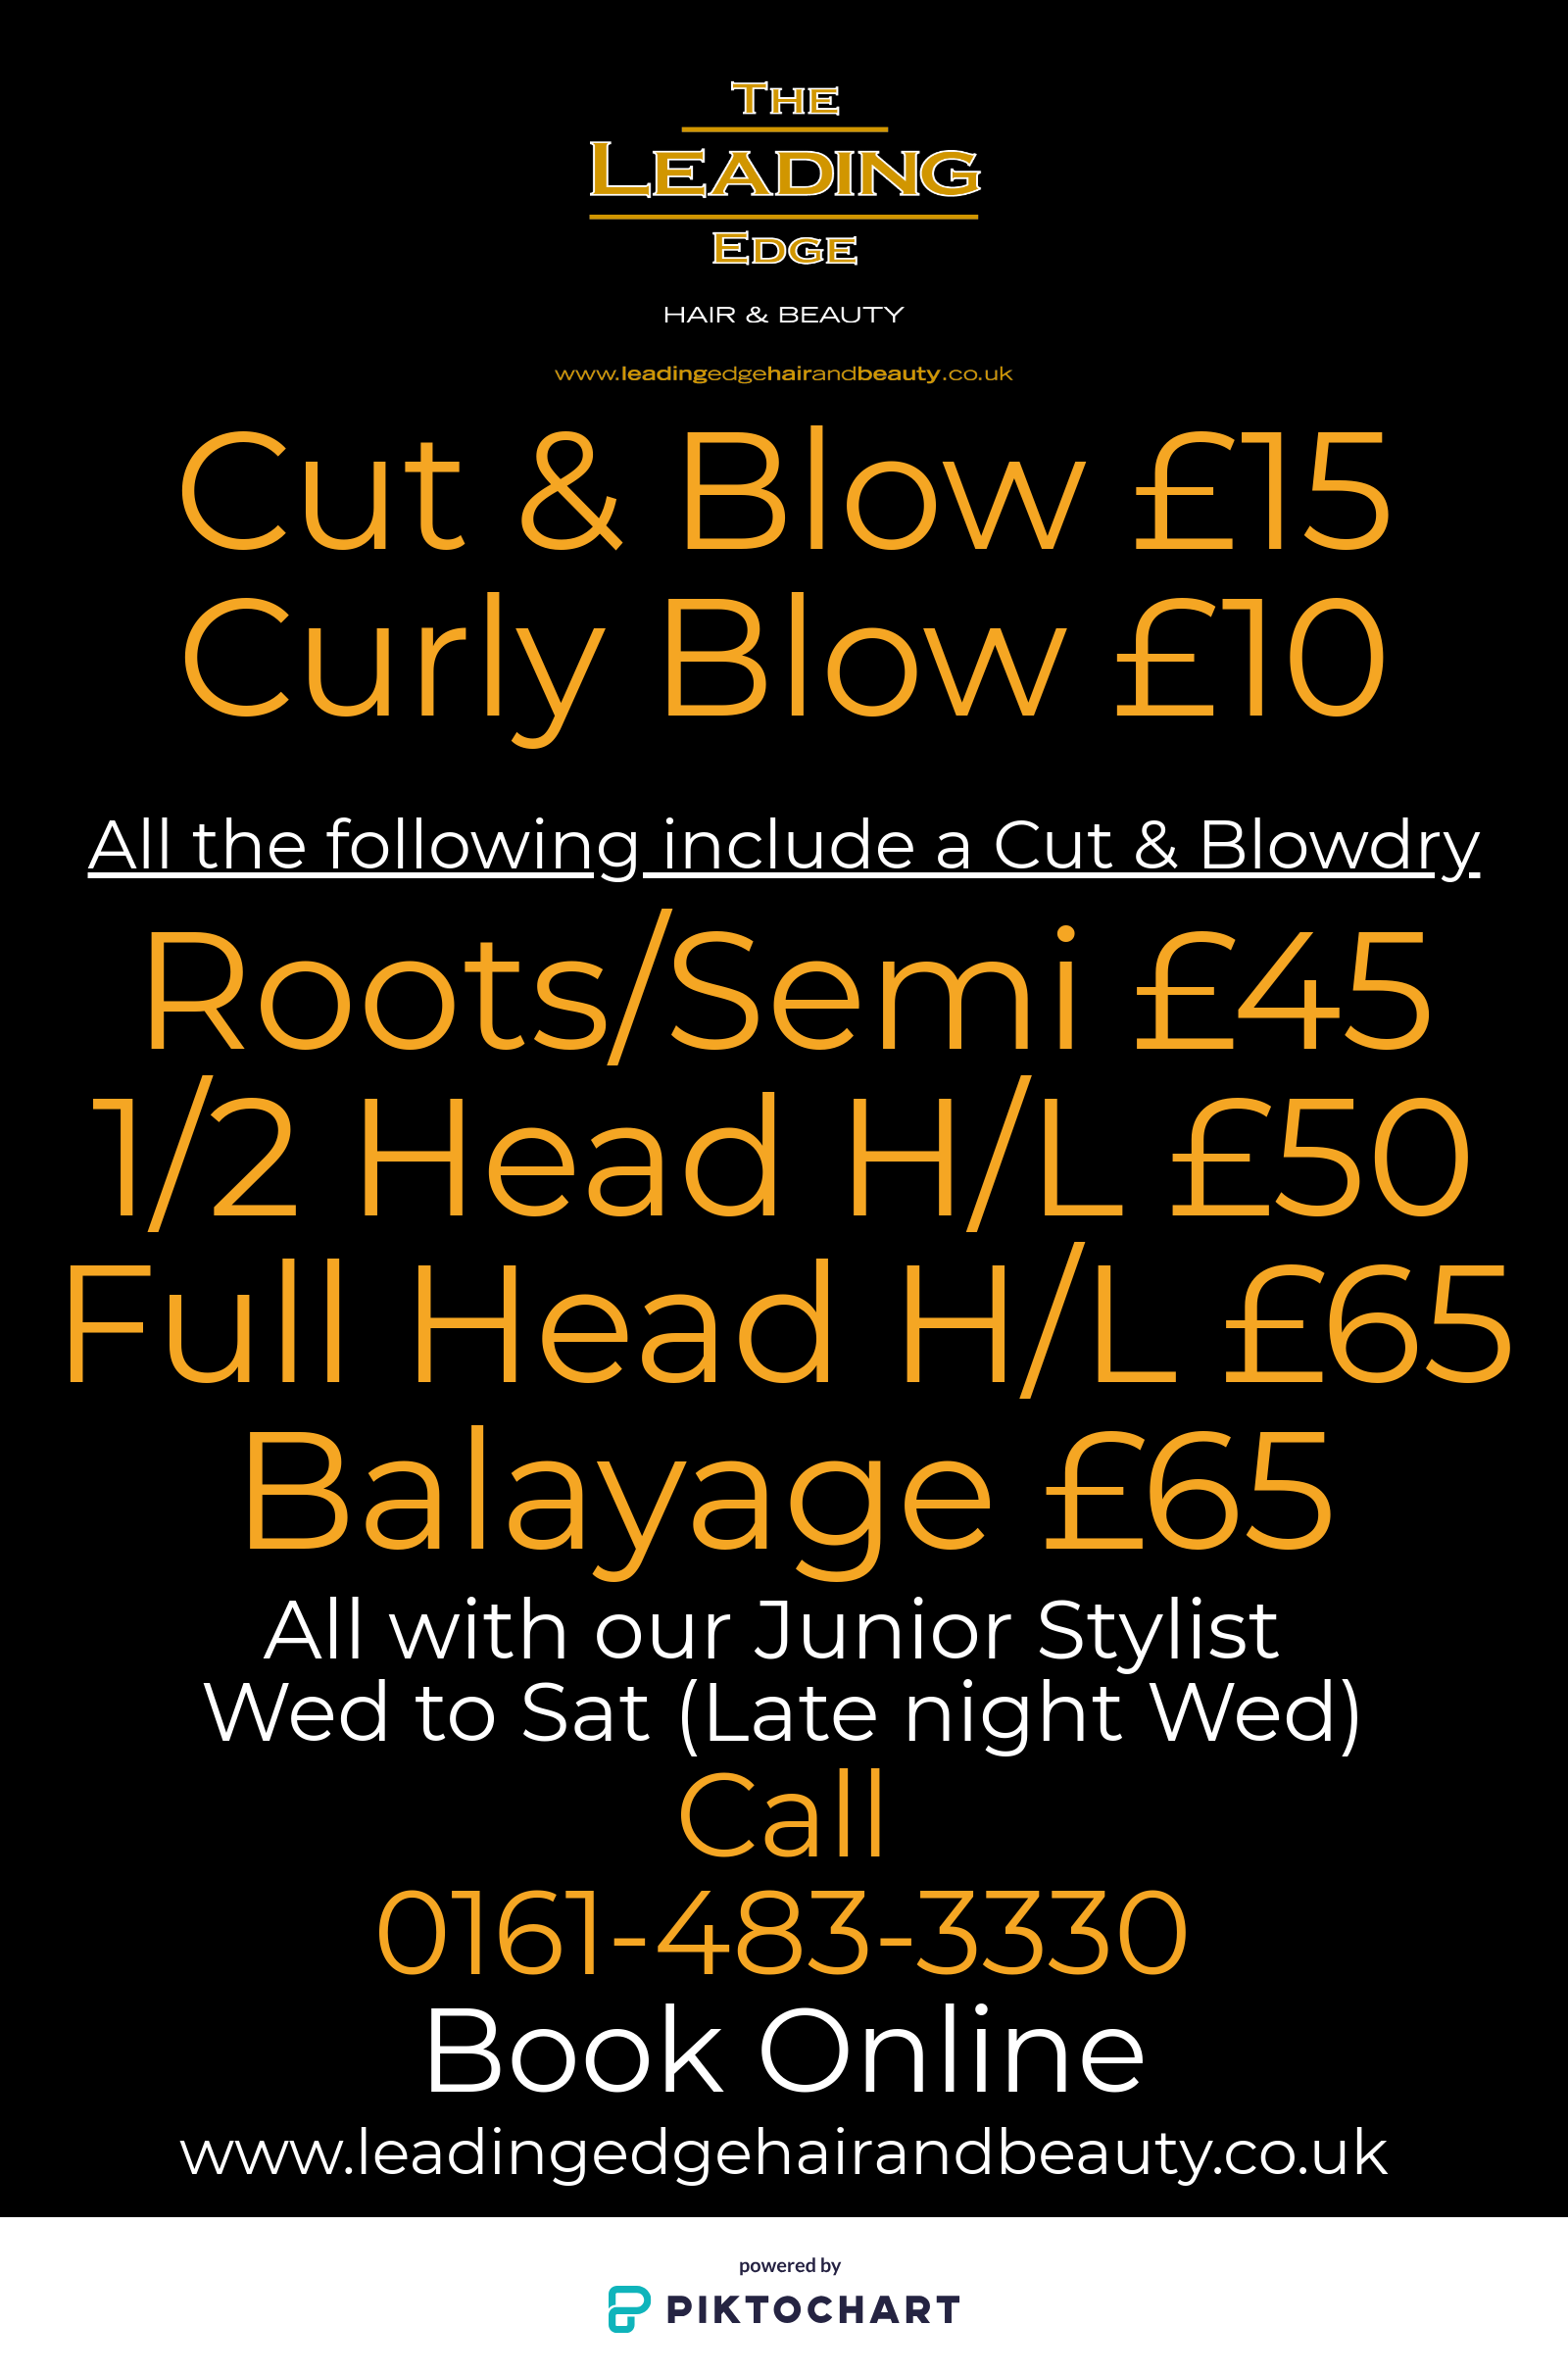 THE
LEADING
EDGE
HAIR & BEAUTY
www.leadingedgehairandbeauty.co.uk
Cut & Blow £15
Curly Blow £10
All the following include a Cut & Blowdry
Roots/Semi £45
1/2 Head H/L £50
Full Head H/L £65
Balayage £65
All with our Junior Stylist
Wed to Sat (Late night Wed)
Call
0161-483-3330
Book Online
www.leadingedgehairandbeauty.co.uk
powered by
PIKTOCHART